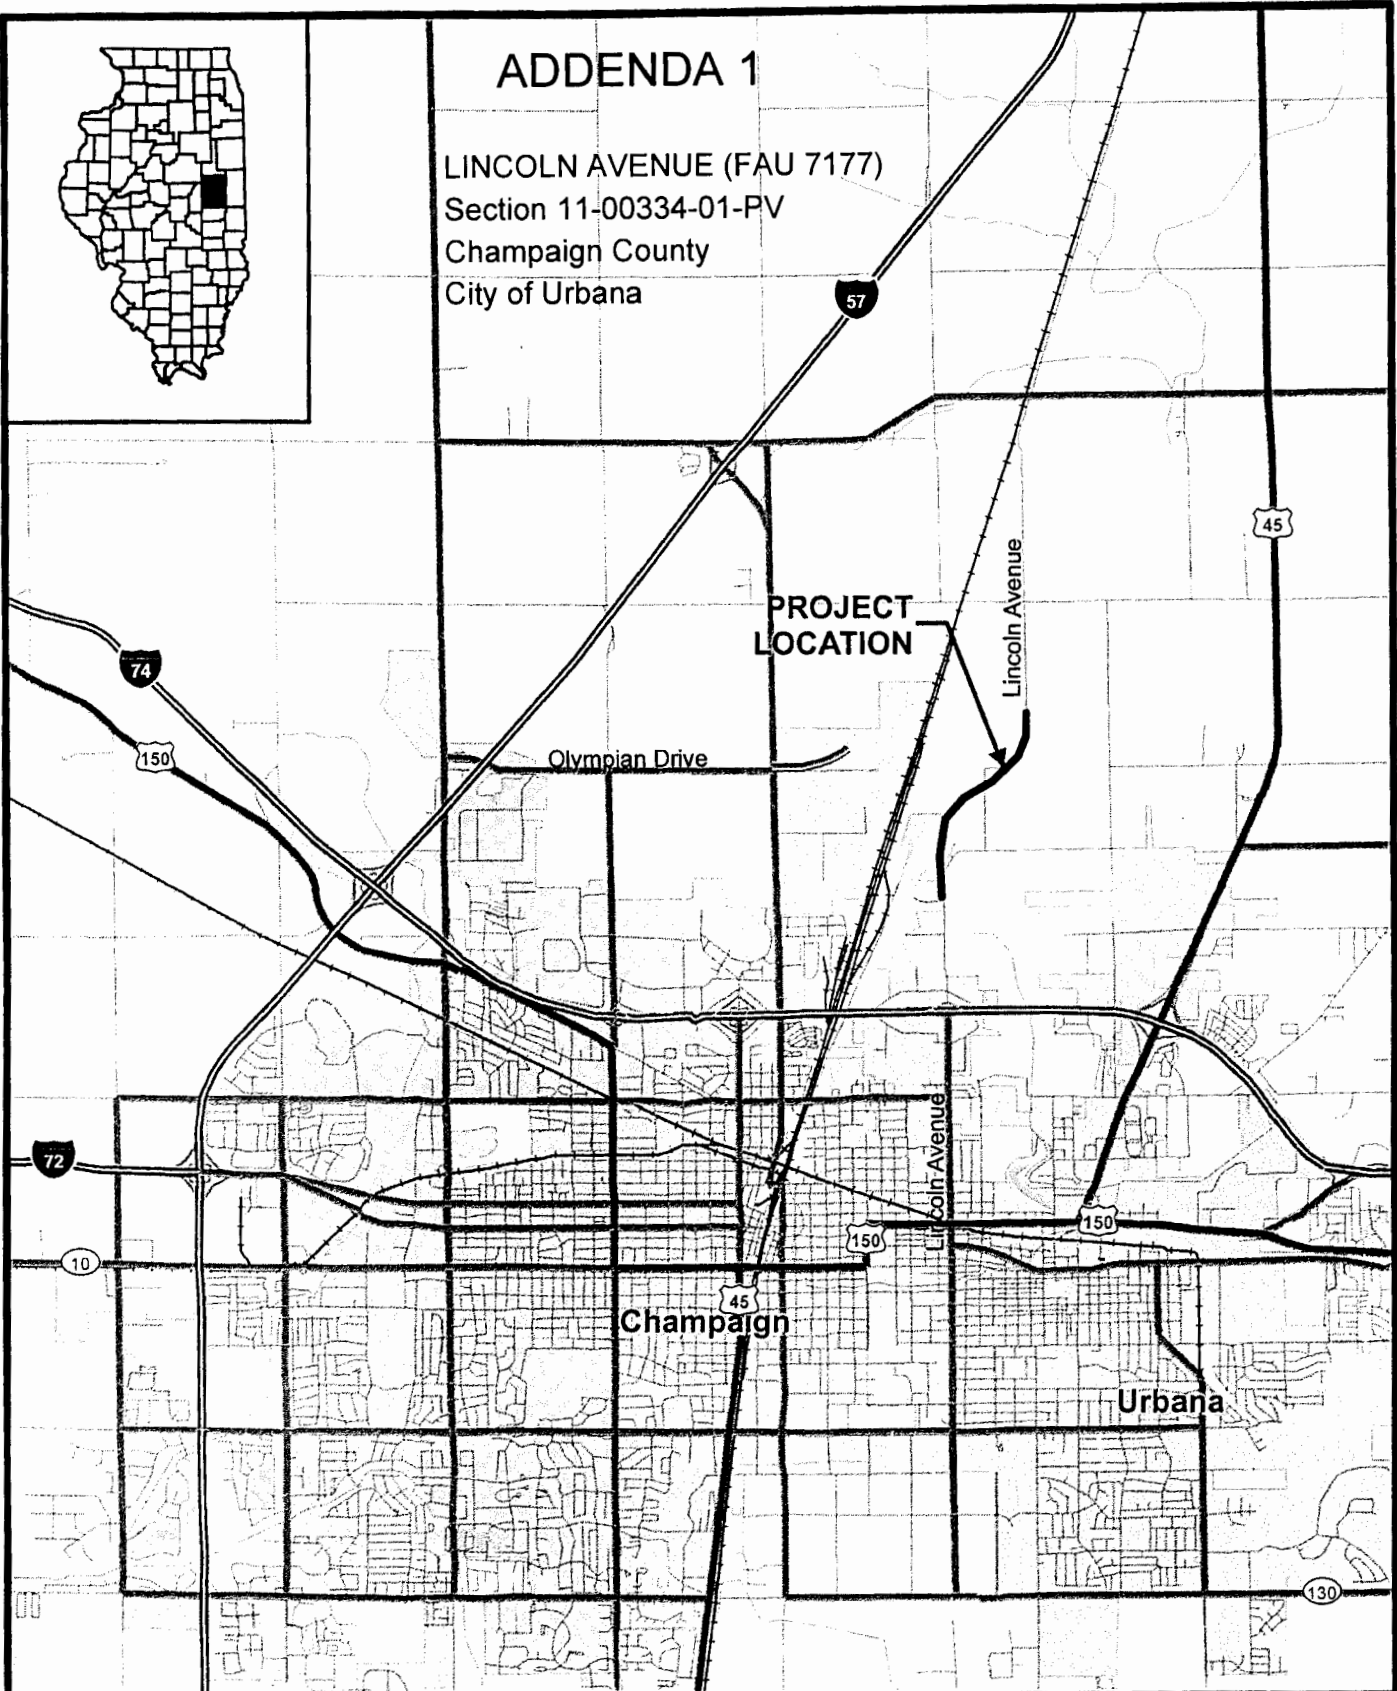 ADDENDA 1
LINCOLN AVENUE (FAU 7177)
Section 11-00334-01-PV
Champaign County
City of Urbana
57
45
Lincoln Avenue
PROJECT
LOCATION
74
150
Olympian Drive
Lincoln Avenue
72
150
150
10
45
Champaign
Urbana
130